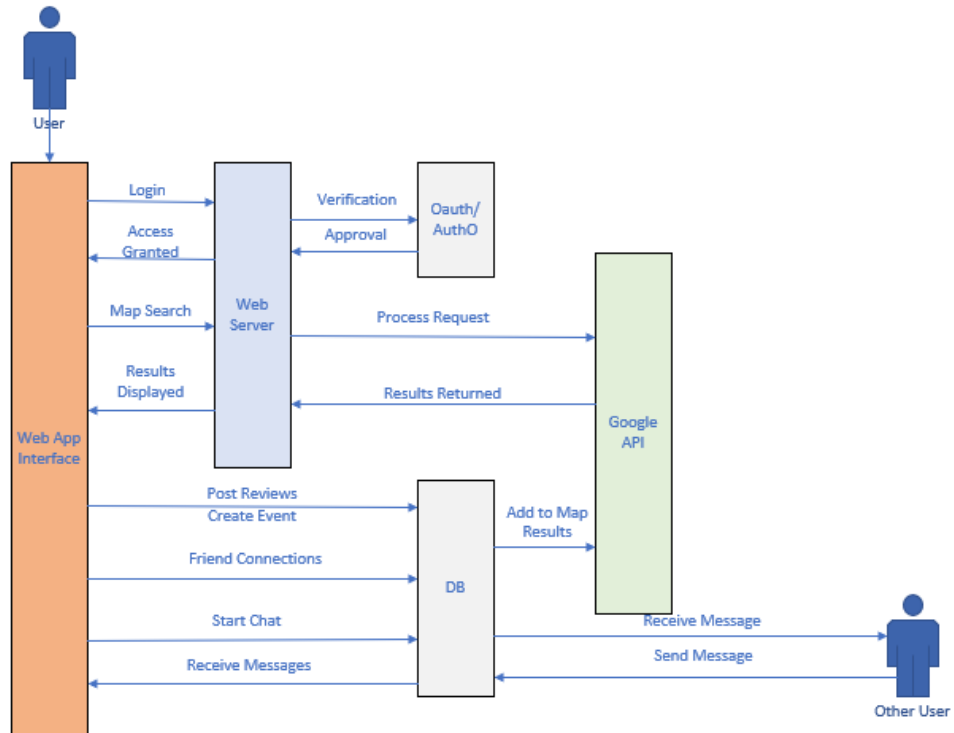 User
Login
Verification
Oauth/
AuthO
Access
Granted
Approval
Map Search
Web
Server
Process Request
Results
Displayed
Results Returned
Google
API
Web App
Interface
Post Reviews
Create Event
Add to Map
Results
Friend Connections
DB
Start Chat
Receive Message
Receive Messages
Send Message
Other User